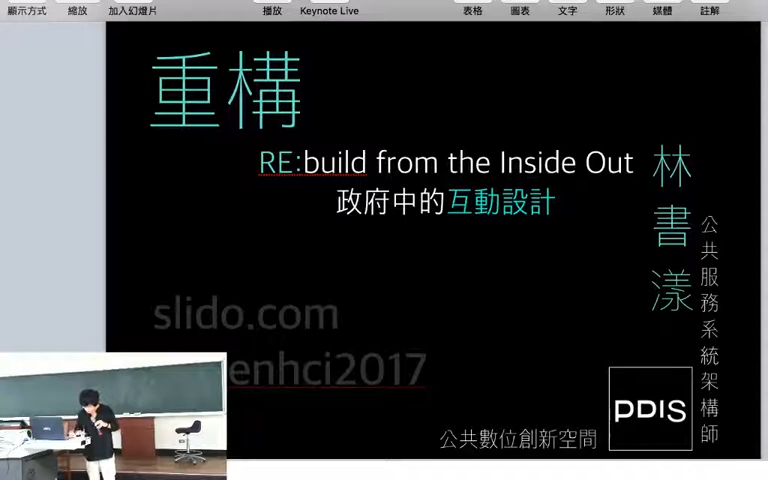 顯示方式 縮放 加入幻燈片 播放 Keynote Live 表格 圖表 文字 形狀 媒體 註解
重構
RE:build from the Inside Out
政府中的互動設計
林書漾
公共服務系統架構師
slido.com
enhci2017
PDIS
公共數位創新空間